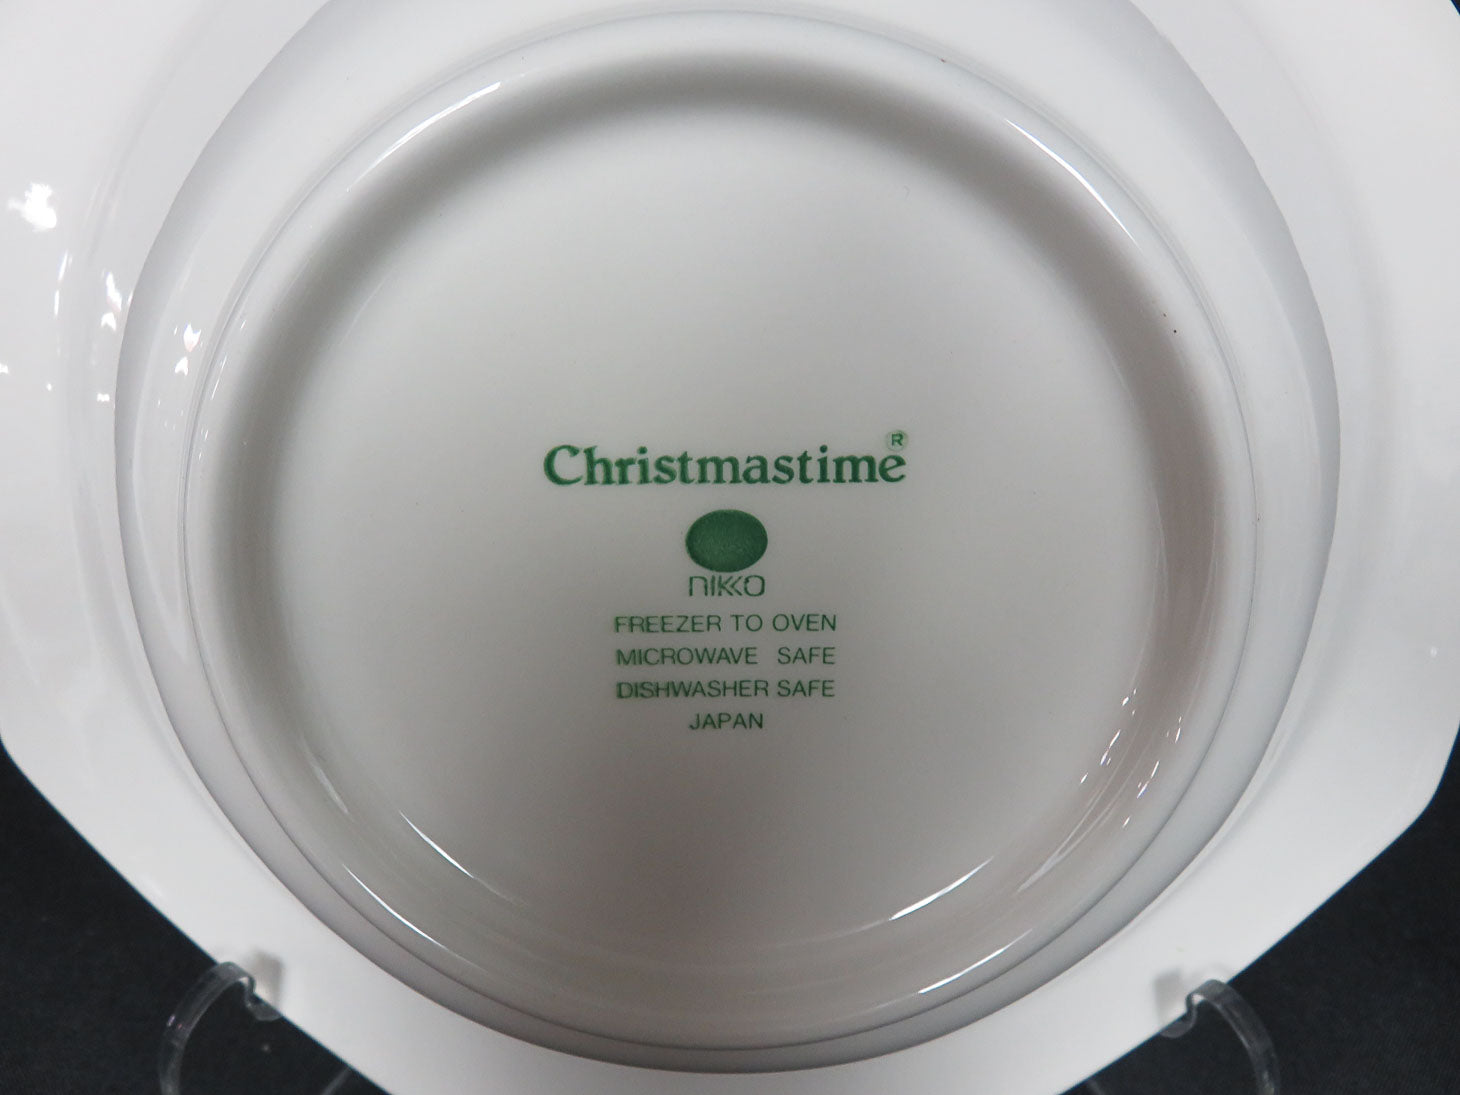 Christmastime®
nikko
FREEZER TO OVEN
MICROWAVE SAFE
DISHWASHER SAFE
JAPAN